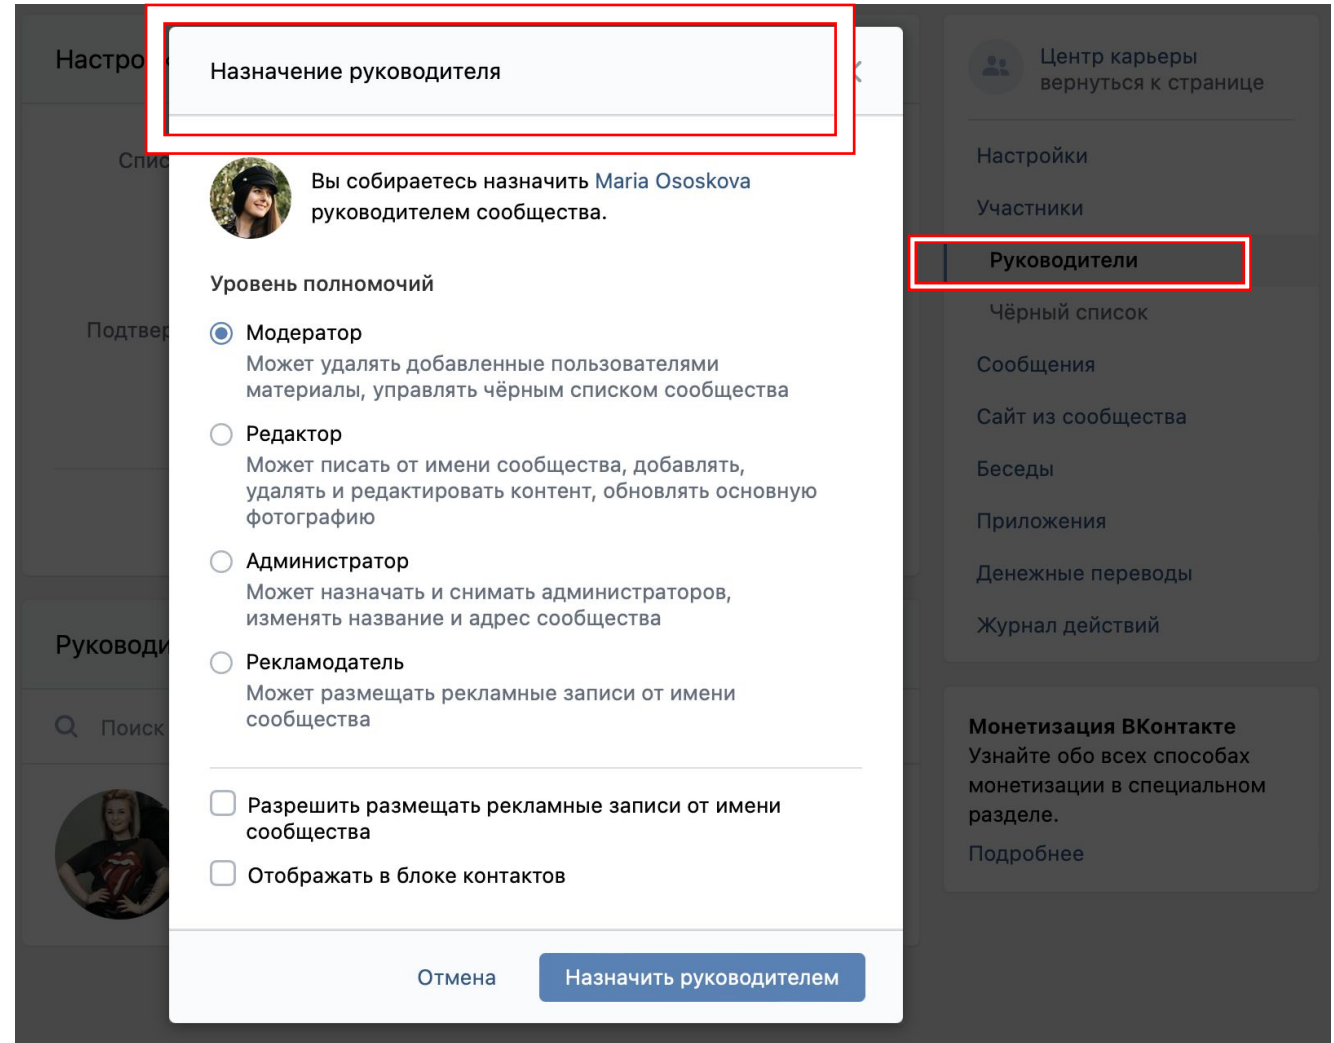 Назначение руководителя
Вы собираетесь назначить Maria Ososkova
руководителем сообщества.
Уровень полномочий
Модератор
Может удалять добавленные пользователями
материалы, управлять чёрным списком сообщества
Редактор
Может писать от имени сообщества, добавлять,
удалять и редактировать контент, обновлять основную
фотографию
Администратор
Может назначать и снимать администраторов,
изменять название и адрес сообщества
Рекламодатель
Может размещать рекламные записи от имени
сообщества
Разрешить размещать рекламные записи от имени
сообщества
Отображать в блоке контактов
Отмена
Назначить руководителем
Поиск
Центр карьеры
вернуться к странице
Настройки
Участники
Руководители
Чёрный список
Сообщения
Сайт из сообщества
Беседы
Приложения
Денежные переводы
Журнал действий
Монетизация ВКонтакте
Узнайте обо всех способах
монетизации в специальном
разделе.
Подробнее